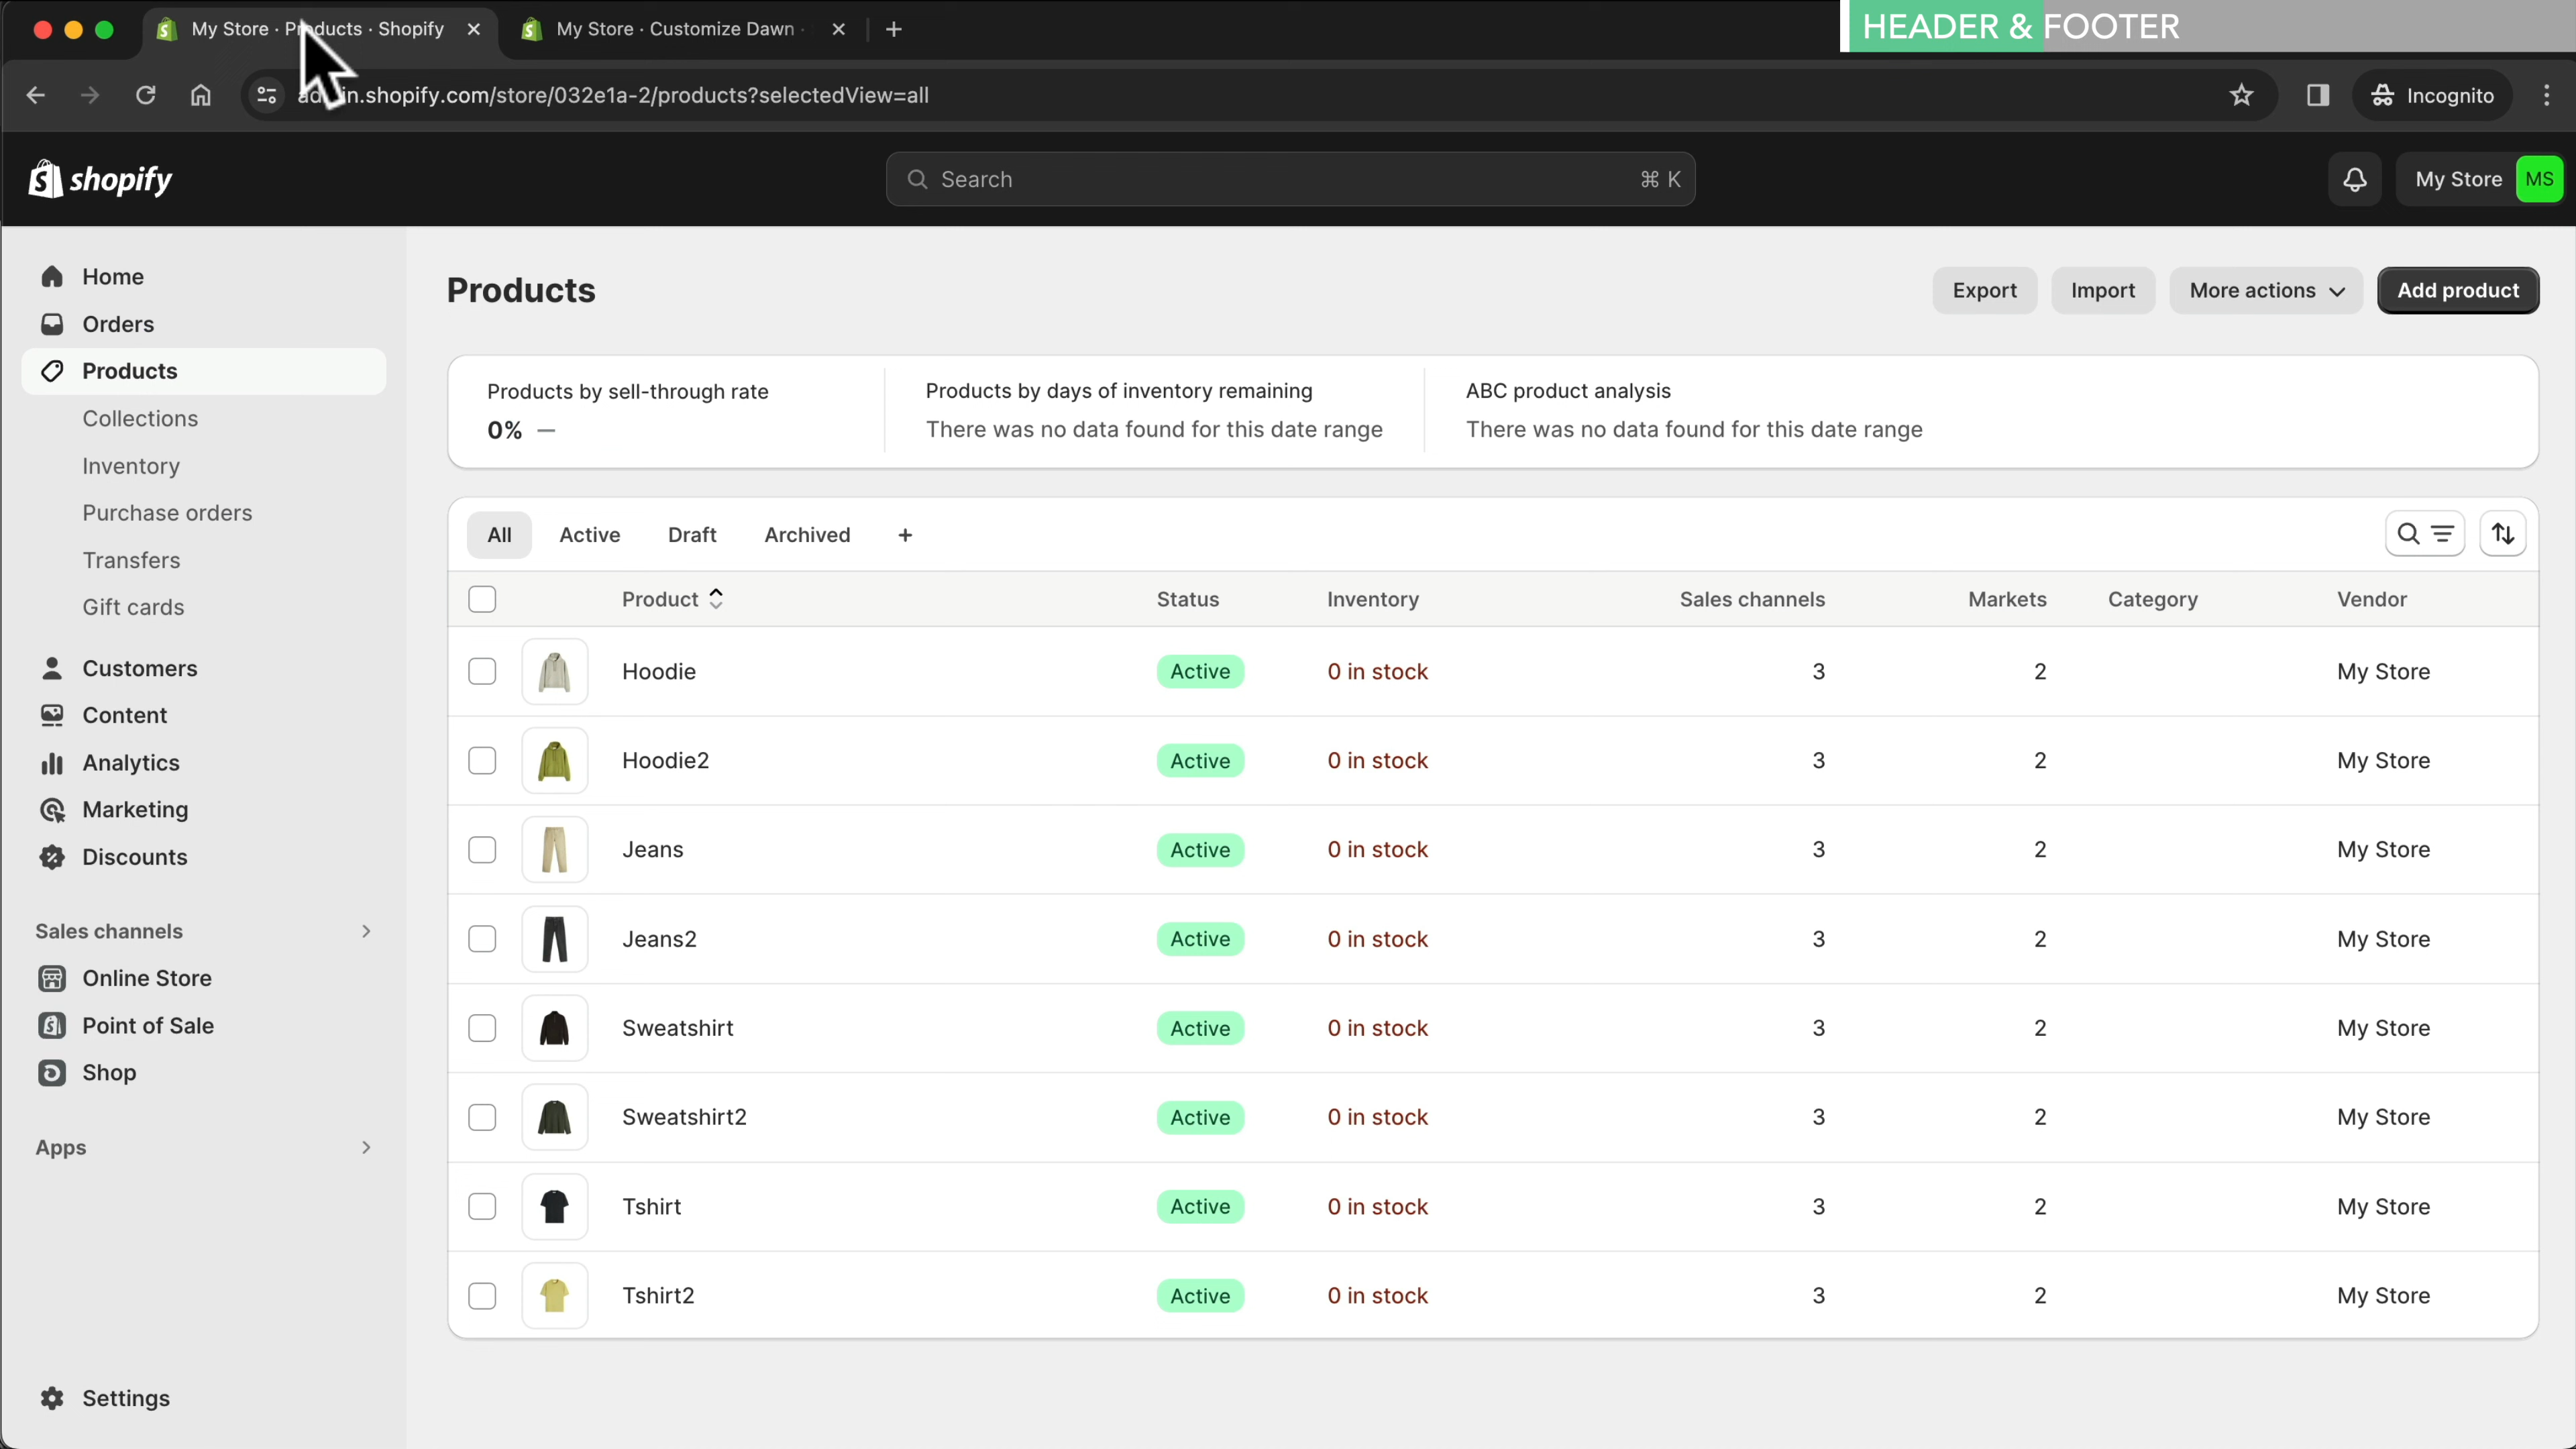 My Store · Products · Shopify
My Store · Customize Dawn ·
HEADER & FOOTER
admin.shopify.com/store/032e1a-2/products?selectedView=all
Incognito
shopify
Search
⌘ K
My Store
MS
Home
Orders
Products
Collections
Inventory
Purchase orders
Transfers
Gift cards
Customers
Content
Analytics
Marketing
Discounts
Sales channels
Online Store
Point of Sale
Shop
Apps
Settings
Products
Export
Import
More actions
Add product
Products by sell-through rate
0% —
Products by days of inventory remaining
There was no data found for this date range
ABC product analysis
There was no data found for this date range
All Active Draft Archived +
Product Status Inventory Sales channels Markets Category Vendor
Hoodie Active 0 in stock 3 2 My Store
Hoodie2 Active 0 in stock 3 2 My Store
Jeans Active 0 in stock 3 2 My Store
Jeans2 Active 0 in stock 3 2 My Store
Sweatshirt Active 0 in stock 3 2 My Store
Sweatshirt2 Active 0 in stock 3 2 My Store
Tshirt Active 0 in stock 3 2 My Store
Tshirt2 Active 0 in stock 3 2 My Store